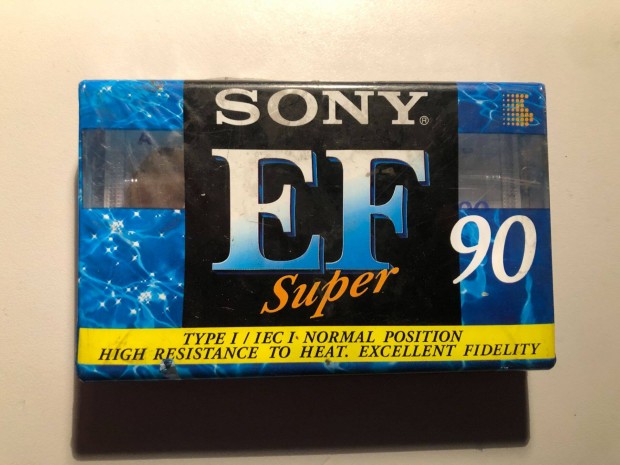 SONY®
EF
Super
90
TYPE I / IEC I · NORMAL POSITION
HIGH RESISTANCE TO HEAT. EXCELLENT FIDELITY